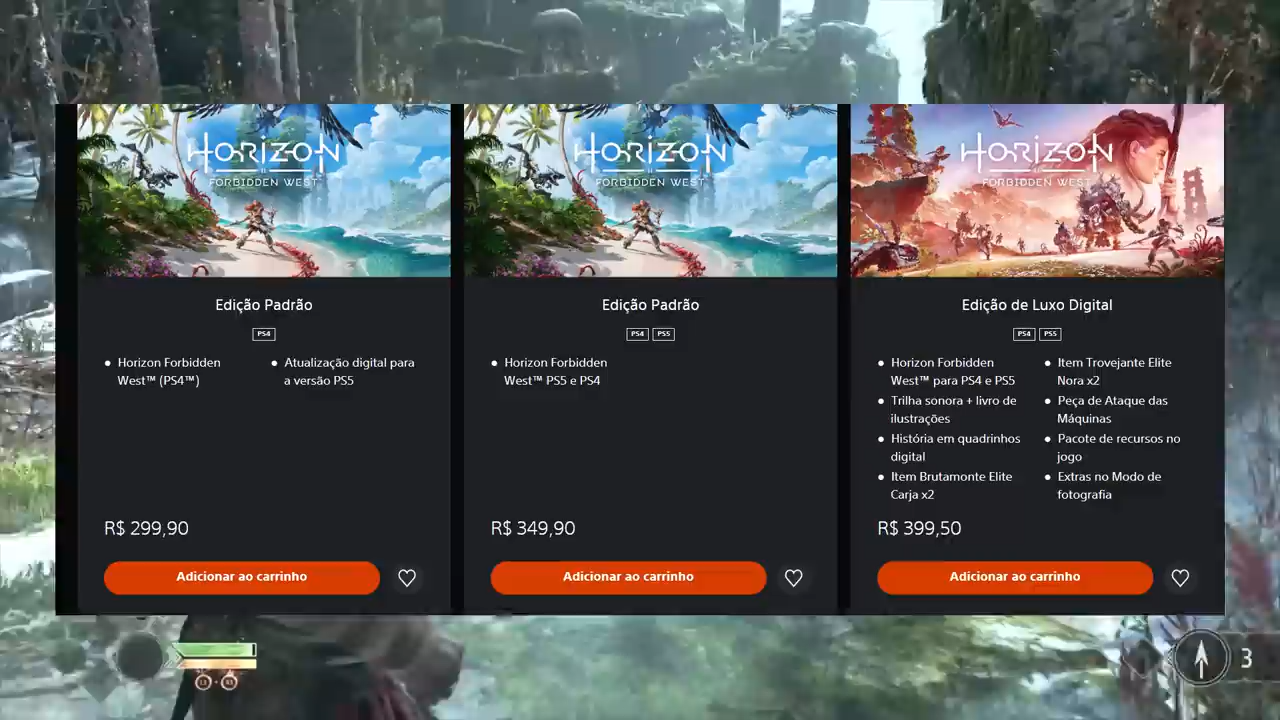 HORIZON
FORBIDDEN WEST
Edição Padrão
PS4
Horizon Forbidden
West™ (PS4™)
Atualização digital para
a versão PS5
R$ 299,90
Adicionar ao carrinho
HORIZON
FORBIDDEN WEST
Edição Padrão
PS4 PS5
Horizon Forbidden
West™ PS5 e PS4
R$ 349,90
Adicionar ao carrinho
HORIZON
FORBIDDEN WEST
Edição de Luxo Digital
PS4 PS5
Horizon Forbidden
West™ para PS4 e PS5
Trilha sonora + livro de
ilustrações
História em quadrinhos
digital
Item Brutamonte Elite
Carja x2
Item Trovejante Elite
Nora x2
Peça de Ataque das
Máquinas
Pacote de recursos no
jogo
Extras no Modo de
fotografia
R$ 399,50
Adicionar ao carrinho
3